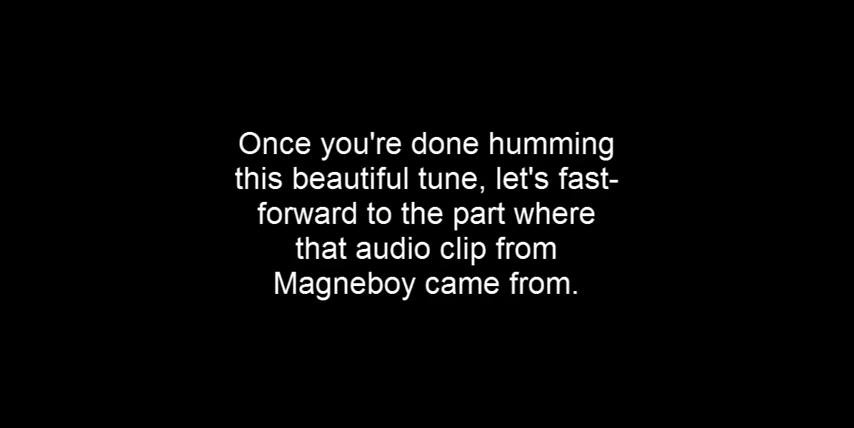 Once you're done humming
this beautiful tune, let's fast-
forward to the part where
that audio clip from
Magneboy came from.